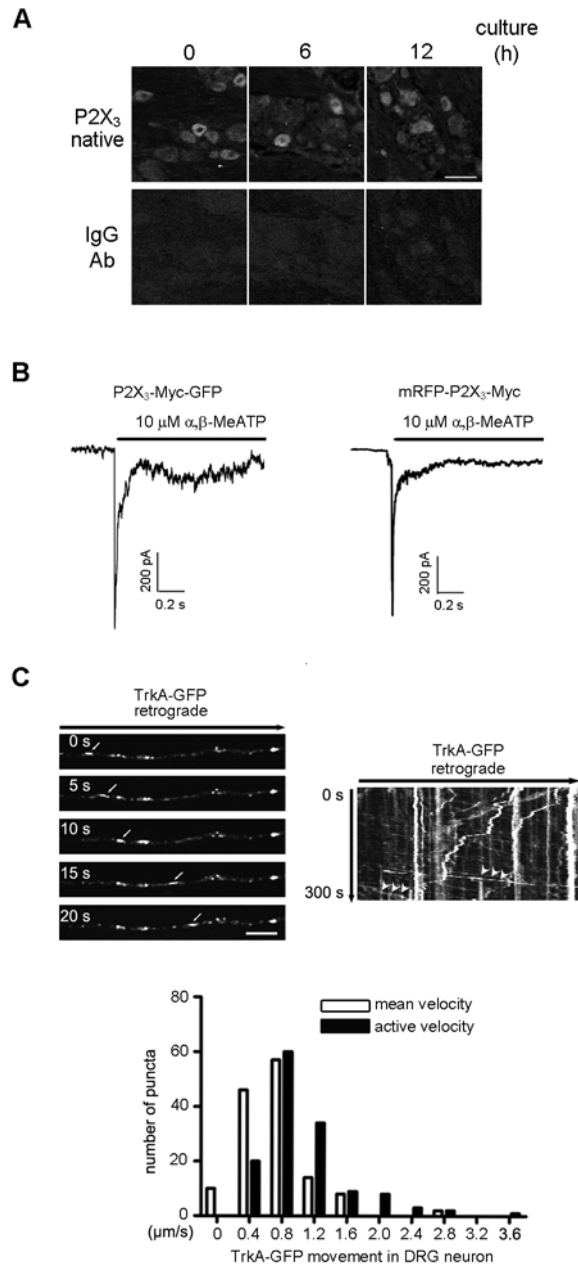 A
culture
0 6 12 (h)
P2X₃
native
IgG
Ab
B
P2X₃-Myc-GFP
10 μM α,β-MeATP
200 pA
0.2 s
mRFP-P2X₃-Myc
10 μM α,β-MeATP
200 pA
0.2 s
C
TrkA-GFP
retrograde
0 s
5 s
10 s
15 s
20 s
TrkA-GFP
retrograde
0 s
300 s
mean velocity
active velocity
number of puncta
80
60
40
20
0
(μm/s) 0 0.4 0.8 1.2 1.6 2.0 2.4 2.8 3.2 3.6
TrkA-GFP movement in DRG neuron